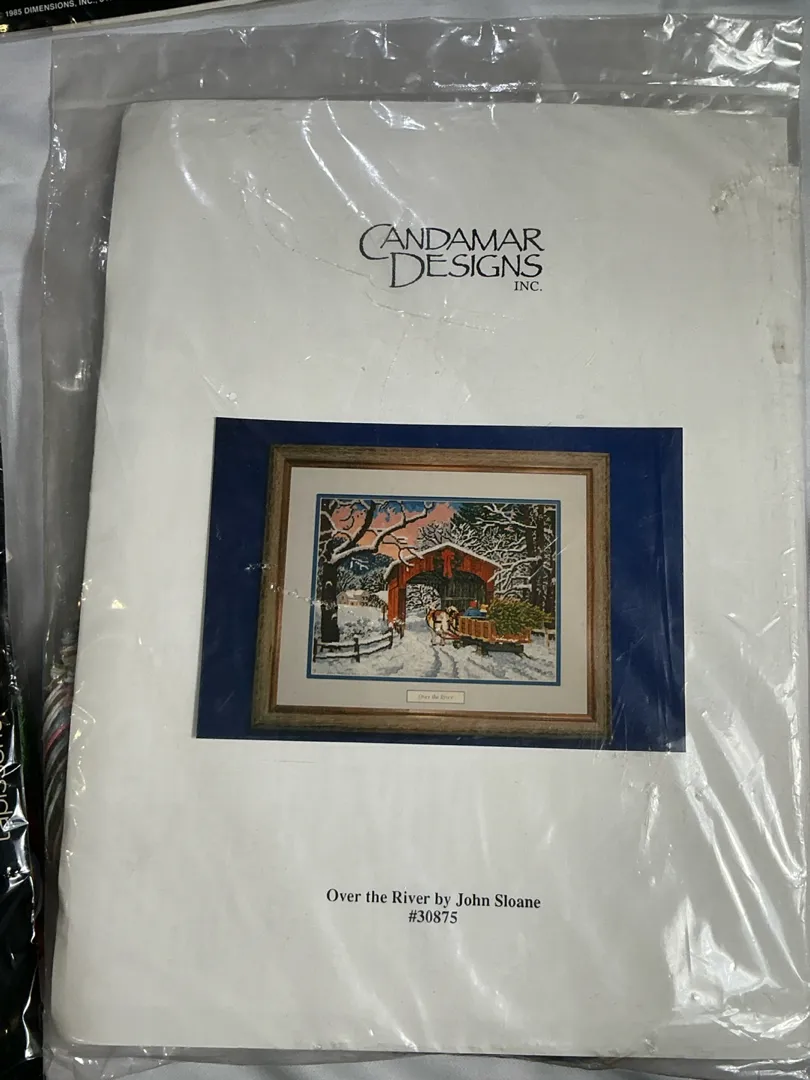 1985 DIMENSIONS, INC.,
CANDAMAR
DESIGNS
INC.
Over the River
Over the River by John Sloane
#30875